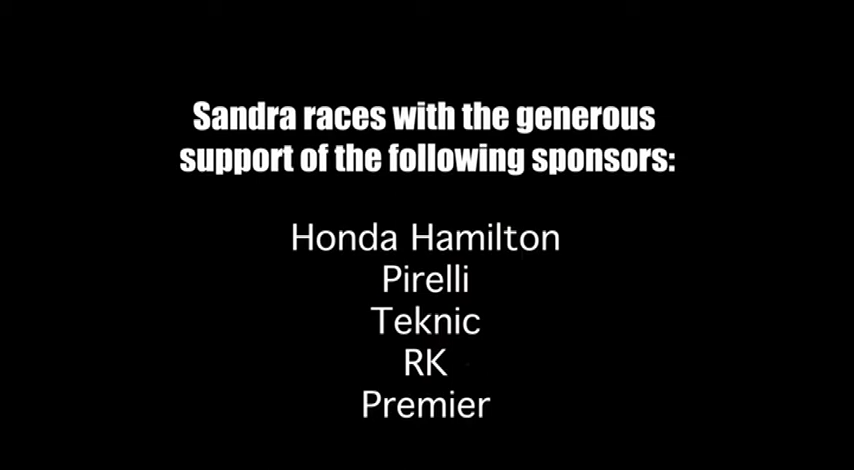 Sandra races with the generous
support of the following sponsors:
Honda Hamilton
Pirelli
Teknic
RK
Premier